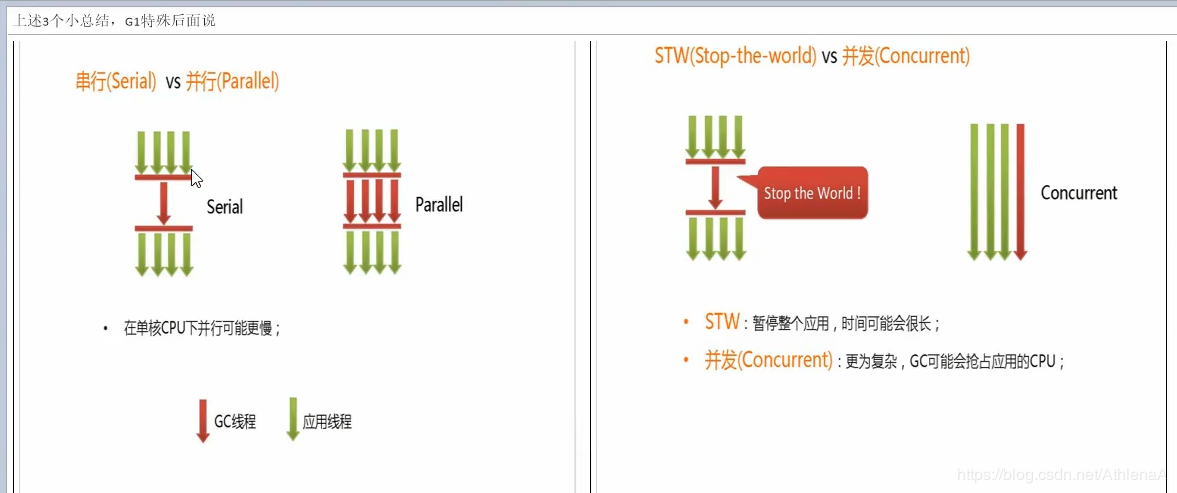 上述3个小总结，G1特殊后面说
串行(Serial) vs 并行(Parallel)
Serial
Parallel
• 在单核CPU下并行可能更慢；
GC线程
应用线程
STW(Stop-the-world) vs 并发(Concurrent)
Stop the World !
Concurrent
• STW：暂停整个应用，时间可能会很长；
• 并发(Concurrent)：更为复杂，GC可能会抢占应用的CPU；
https://blog.csdn.net/AthlenaA